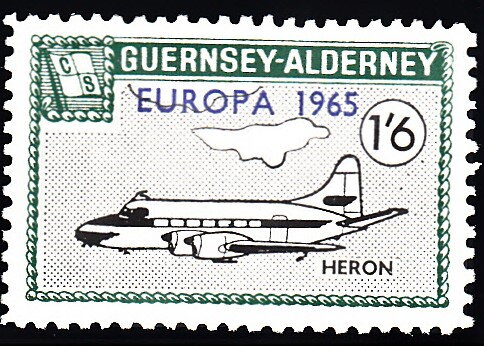 C S
GUERNSEY-ALDERNEY
EUROPA 1965
1'6
HERON